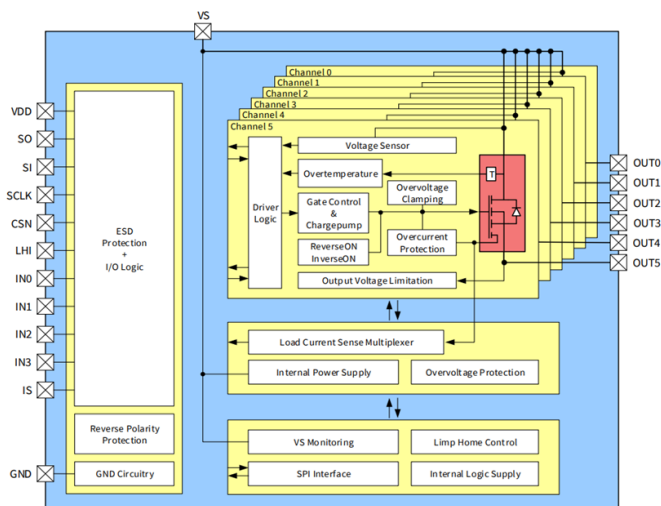 VS
VDD
SO
SI
SCLK
CSN
LHI
IN0
IN1
IN2
IN3
IS
GND
ESD
Protection
+
I/O Logic
Reverse Polarity
Protection
GND Circuitry
Channel 0
Channel 1
Channel 2
Channel 3
Channel 4
Channel 5
Driver
Logic
Voltage Sensor
Overtemperature
T
Gate Control
&
Chargepump
Overvoltage
Clamping
ReverseON
InverseON
Overcurrent
Protection
Output Voltage Limitation
Load Current Sense Multiplexer
Internal Power Supply
Overvoltage Protection
VS Monitoring
Limp Home Control
SPI Interface
Internal Logic Supply
OUT0
OUT1
OUT2
OUT3
OUT4
OUT5